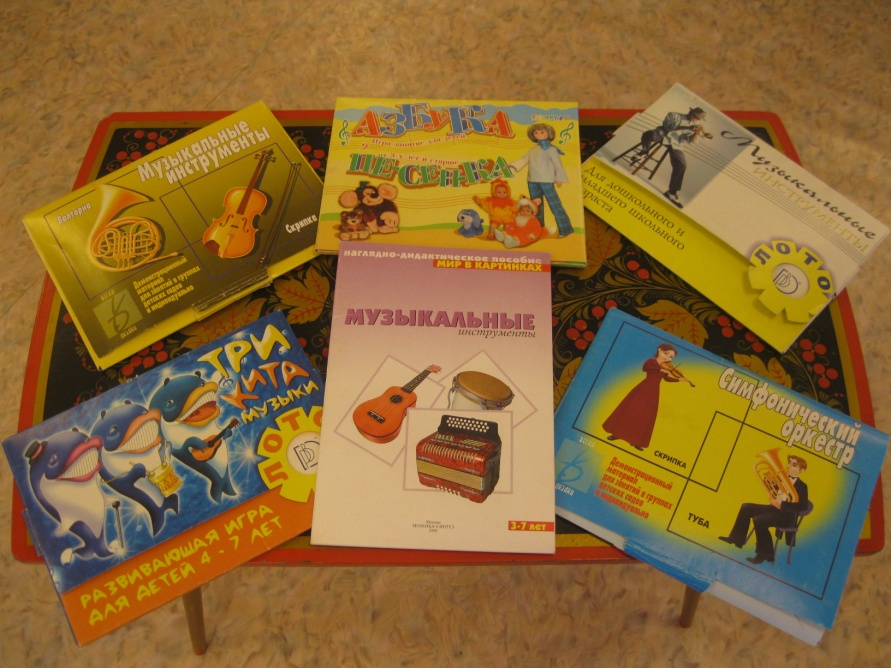 Музыкальные
инструменты
Валторна
Скрипка
Демонстрационный
материал
для занятий в группах
детских садов
и индивидуально
АЗБУКА
ПЕСЕНКА
Музыкальные
ИНСТРУМЕНТЫ
Для дошкольного и
младшего школьного
возраста
ЛОТО
ТРИ
КИТА
МУЗЫКИ
ЛОТО
РАЗВИВАЮЩАЯ ИГРА
ДЛЯ ДЕТЕЙ 4 - 7 ЛЕТ
НАГЛЯДНО-ДИДАКТИЧЕСКОЕ ПОСОБИЕ
МИР В КАРТИНКАХ
МУЗЫКАЛЬНЫЕ
инструменты
3-7 ЛЕТ
Симфонический
оркестр
СКРИПКА
ТУБА
Демонстрационный
материал
для занятий в группах
детских садов
и индивидуально